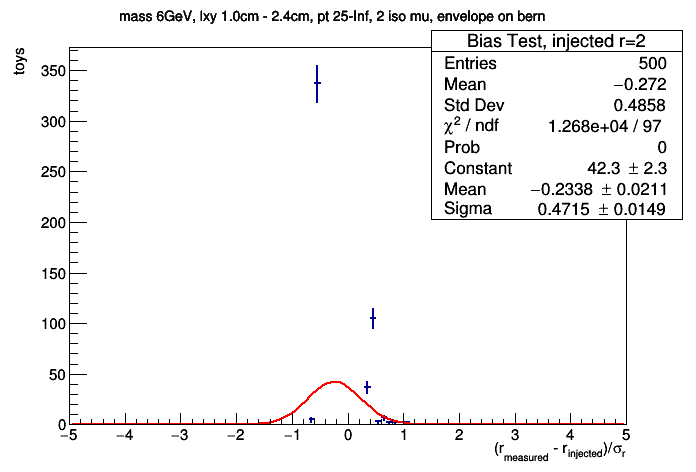 mass 6GeV, lxy 1.0cm - 2.4cm, pt 25-Inf, 2 iso mu, envelope on bern
Bias Test, injected r=2
Entries 500
Mean −0.272
Std Dev 0.4858
χ² / ndf 1.268e+04 / 97
Prob 0
Constant 42.3 ± 2.3
Mean −0.2338 ± 0.0211
Sigma 0.4715 ± 0.0149
toys
350
300
250
200
150
100
50
0
−5 −4 −3 −2 −1 0 1 2 3 4 5
(r_measured - r_injected)/σ_r